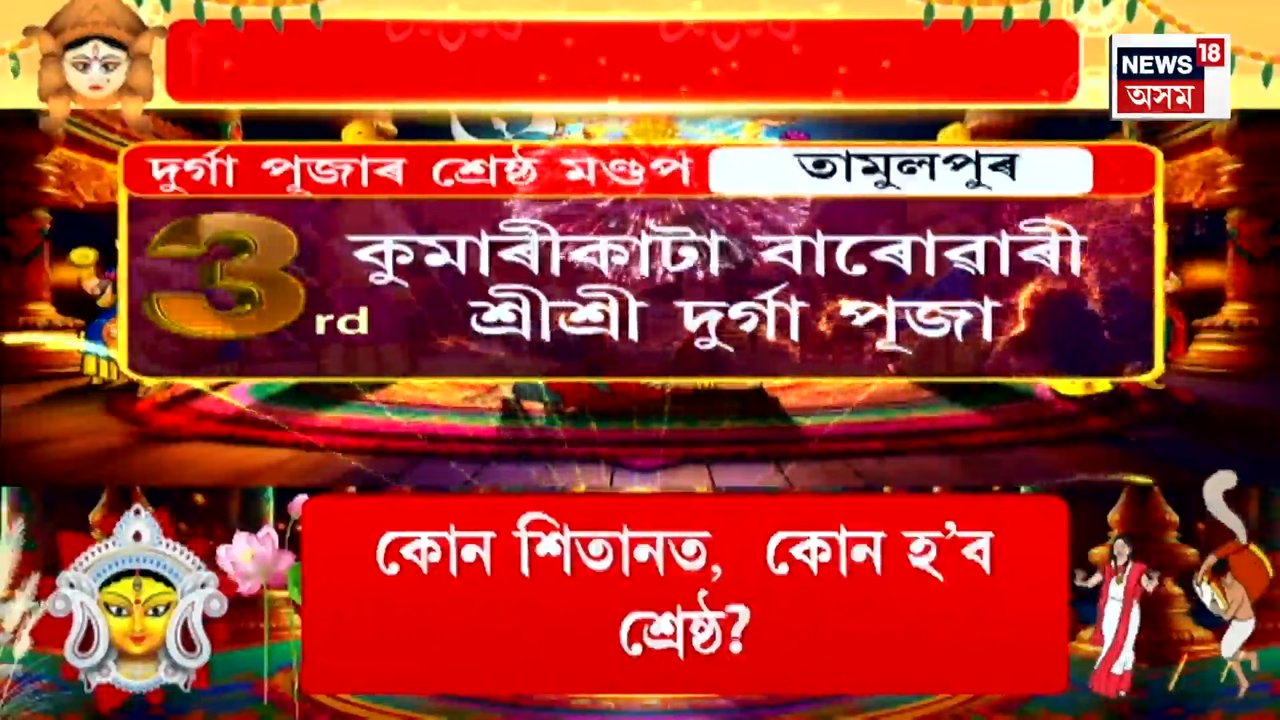 NEWS 18
অসম
দুৰ্গা পূজাৰ শ্ৰেষ্ঠ মণ্ডপ তামুলপুৰ
3rd কুমাৰীকাটা বাৰোৱাৰী
শ্ৰীশ্ৰী দুৰ্গা পূজা
কোন শিতানত, কোন হ'ব
শ্ৰেষ্ঠ?